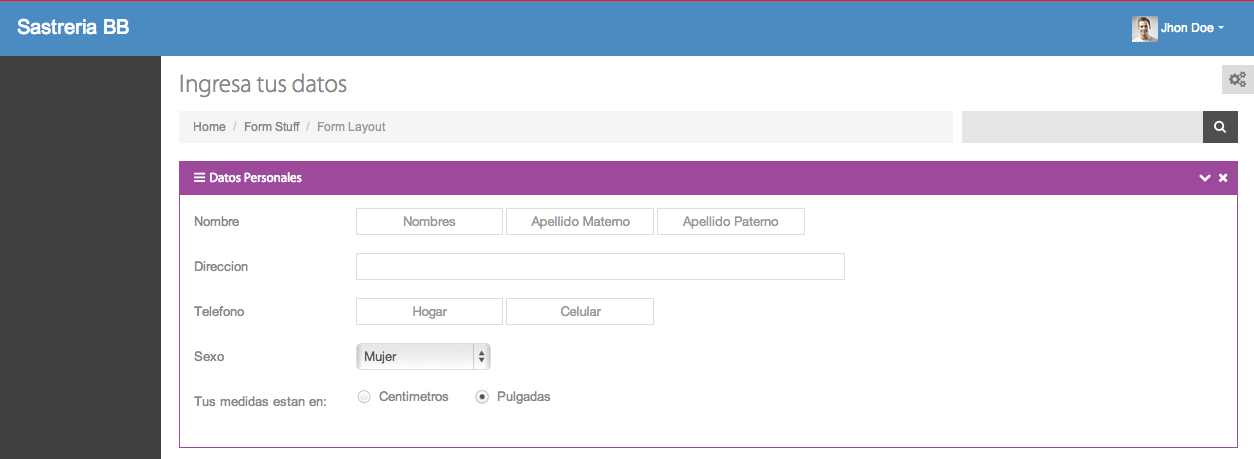 Sastreria BB
Jhon Doe
Ingresa tus datos
Home / Form Stuff / Form Layout
Datos Personales
Nombre Nombres Apellido Materno Apellido Paterno
Direccion
Telefono Hogar Celular
Sexo Mujer
Tus medidas estan en: Centimetros Pulgadas